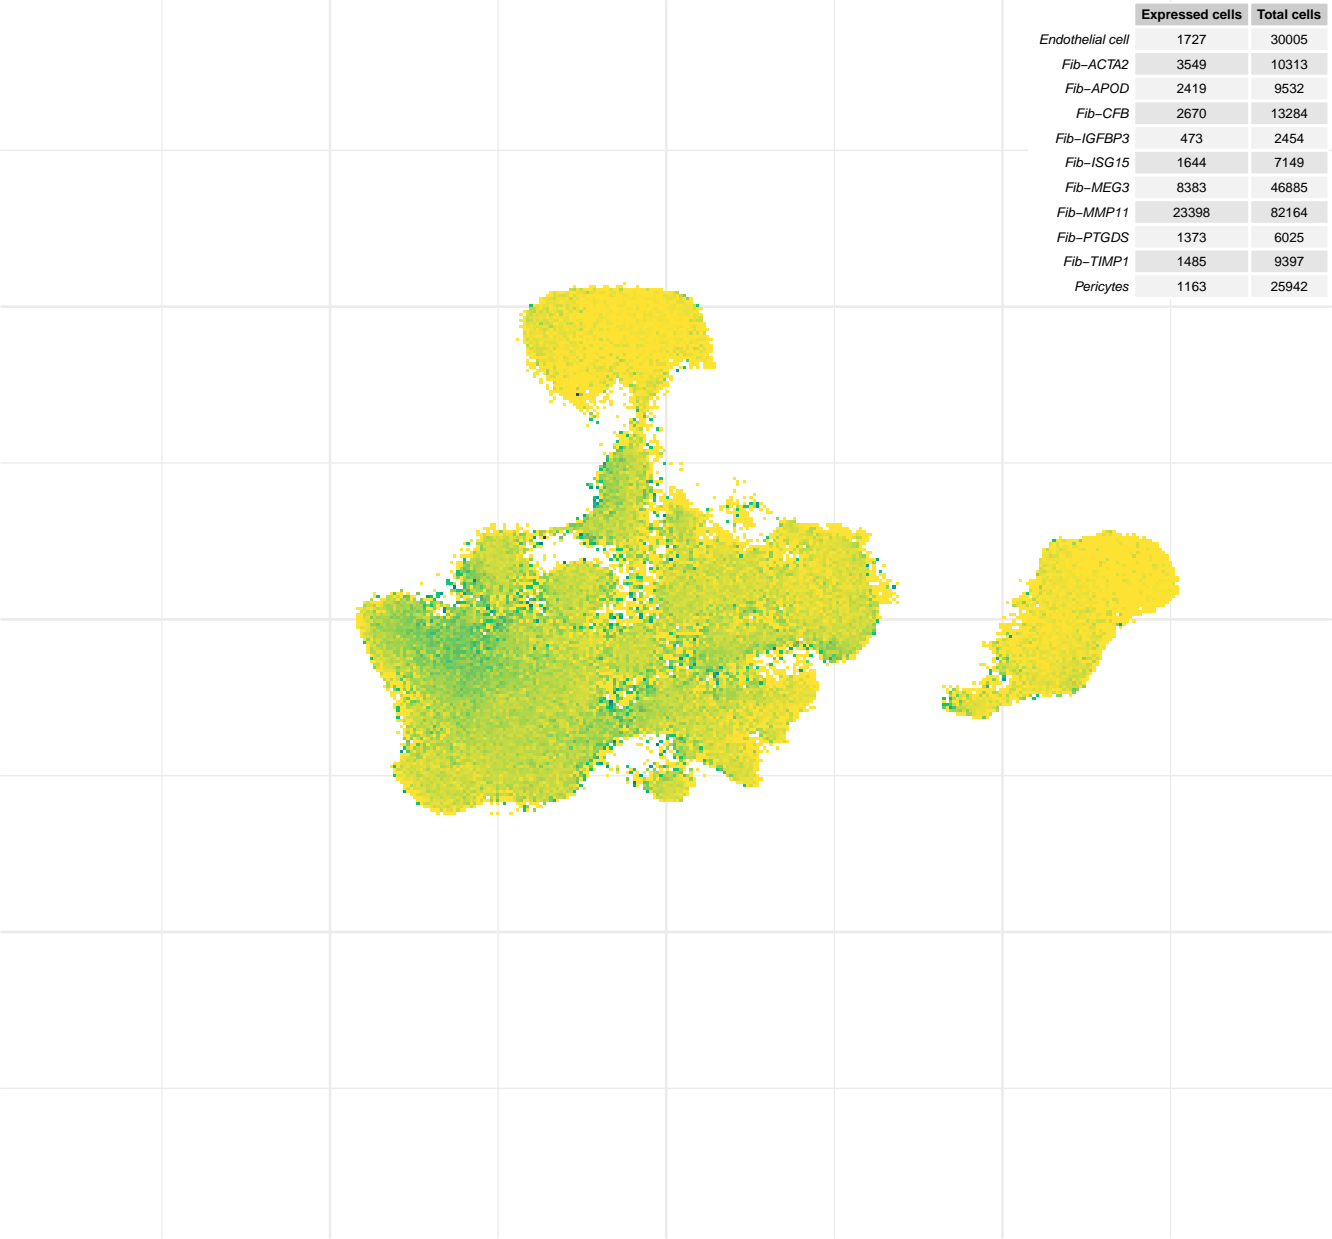 Expressed cells Total cells
Endothelial cell 1727 30005
Fib−ACTA2 3549 10313
Fib−APOD 2419 9532
Fib−CFB 2670 13284
Fib−IGFBP3 473 2454
Fib−ISG15 1644 7149
Fib−MEG3 8383 46885
Fib−MMP11 23398 82164
Fib−PTGDS 1373 6025
Fib−TIMP1 1485 9397
Pericytes 1163 25942